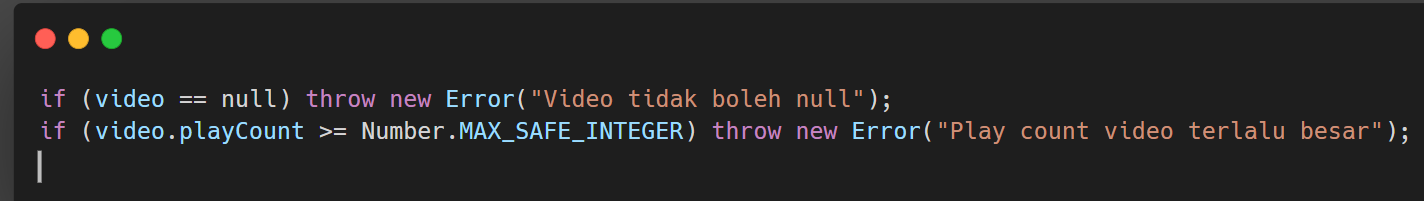 if (video == null) throw new Error("Video tidak boleh null");
if (video.playCount >= Number.MAX_SAFE_INTEGER) throw new Error("Play count video terlalu besar");